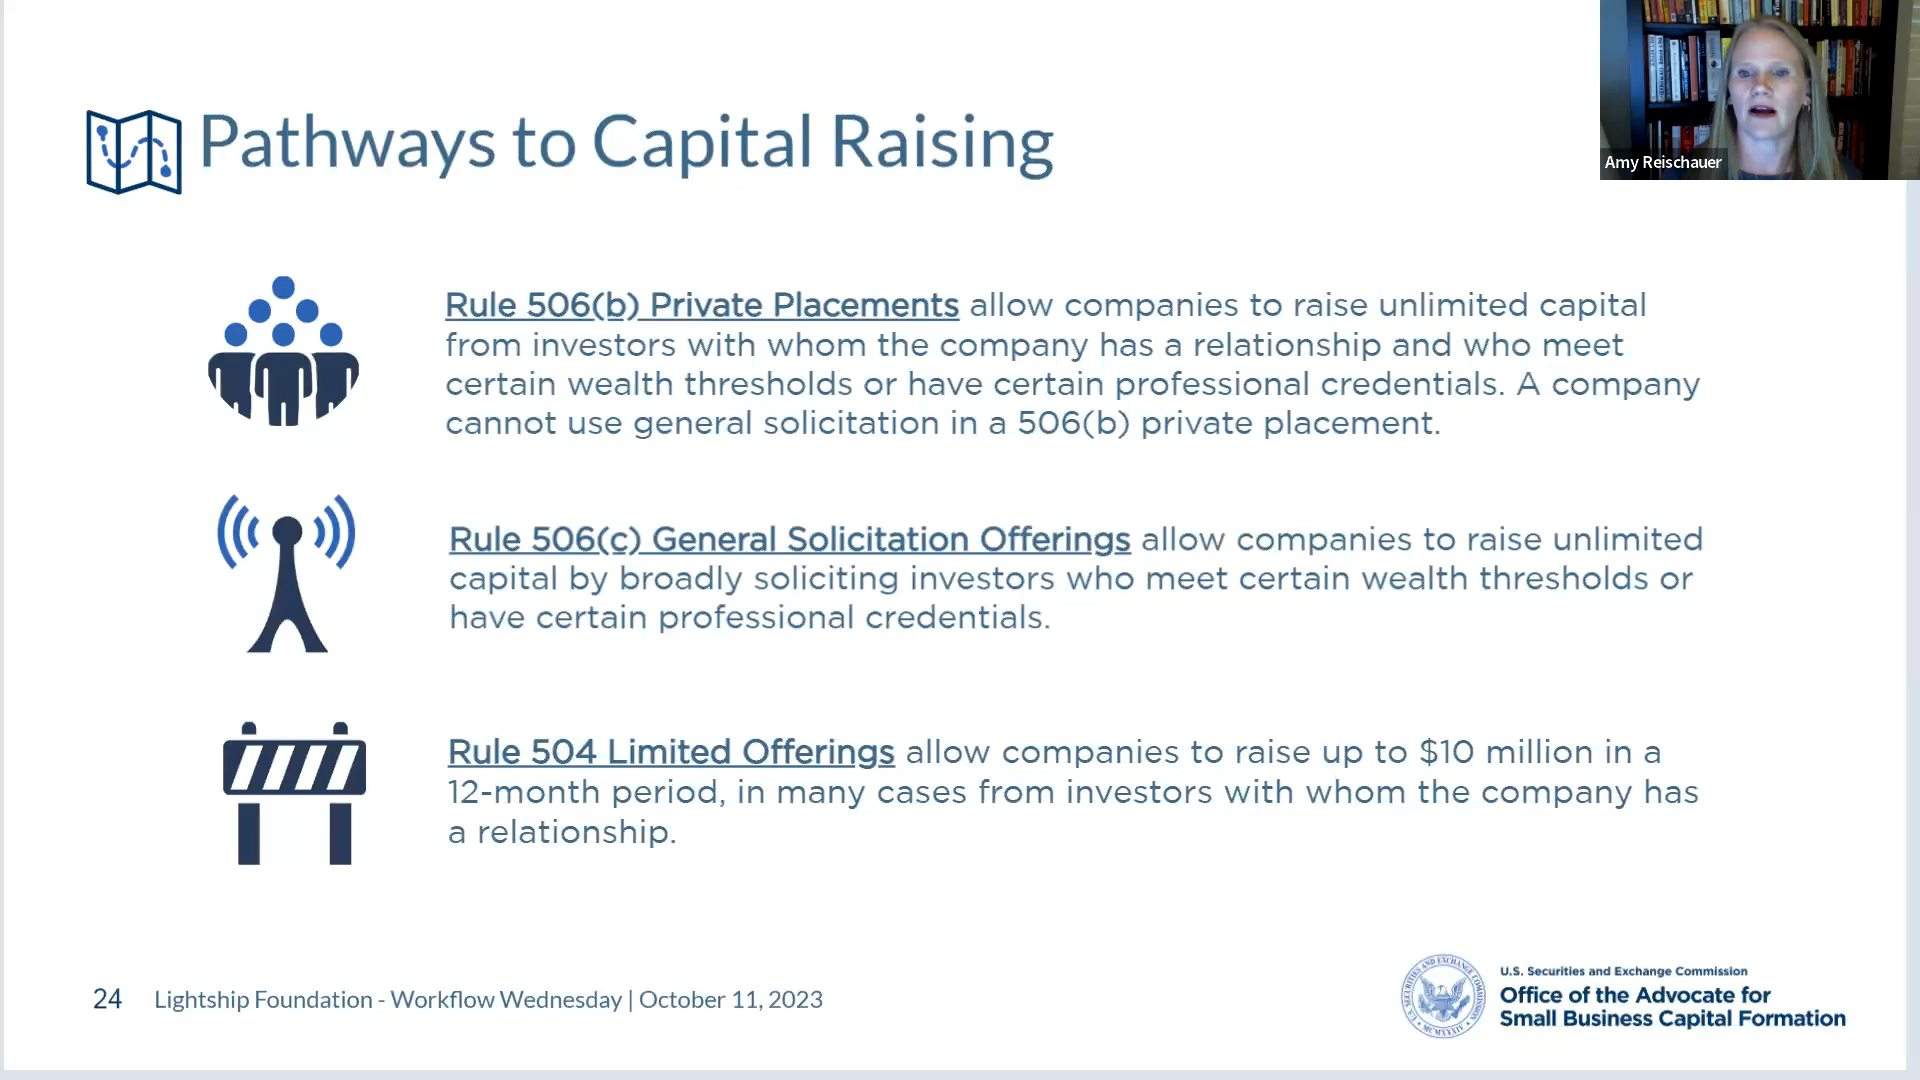 Pathways to Capital Raising
Amy Reischauer
Rule 506(b) Private Placements allow companies to raise unlimited capital
from investors with whom the company has a relationship and who meet
certain wealth thresholds or have certain professional credentials. A company
cannot use general solicitation in a 506(b) private placement.
Rule 506(c) General Solicitation Offerings allow companies to raise unlimited
capital by broadly soliciting investors who meet certain wealth thresholds or
have certain professional credentials.
Rule 504 Limited Offerings allow companies to raise up to $10 million in a
12-month period, in many cases from investors with whom the company has
a relationship.
24 Lightship Foundation - Workflow Wednesday | October 11, 2023
U.S. SECURITIES AND EXCHANGE COMMISSION
MCMXXXIV
U.S. Securities and Exchange Commission
Office of the Advocate for
Small Business Capital Formation